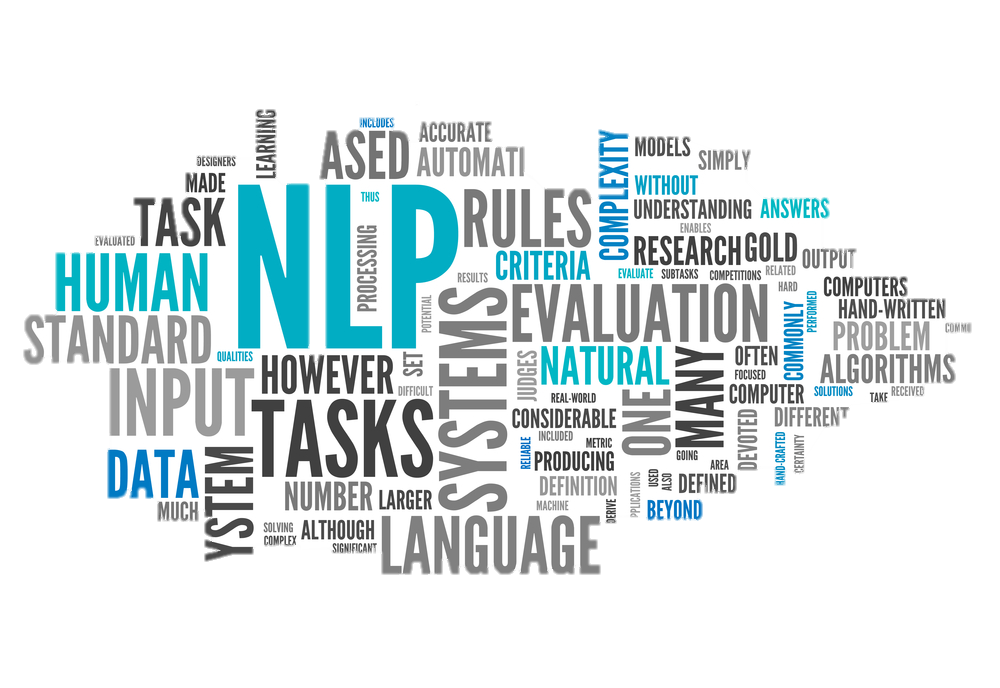 LEARNING
INCLUDES
ASED
ACCURATE
AUTOMATI
DESIGNERS
MADE
TASK
EVALUATED
HUMAN
STANDARD
NLP
THUS
PROCESSING
POTENTIAL
RULES
RESULTS
CRITERIA
COMPLEXITY
MODELS
SIMPLY
WITHOUT
UNDERSTANDING
ANSWERS
ENABLES
RESEARCH
GOLD
OUTPUT
EVALUATE
SUBTASKS
COMPETITIONS
RELATED
HARD
EVALUATION
COMPUTERS
HAND-WRITTEN
PERFORMED
COMMONLY
PROBLEM
COMMO
ALGORITHMS
QUALITIES
INPUT
HOWEVER
SET
DIFFICULT
TASKS
SYSTEMS
JUDGES
NATURAL
REAL-WORLD
CONSIDERABLE
INCLUDED
METRIC
RELIABLE
PRODUCING
ONE
MANY
GOING
OFTEN
FOCUSED
COMPUTER
SOLUTIONS
TAKE
RECEIVED
DIFFERENT
DEVOTED
HAND-CRAFTED
CERTAINTY
DATA
MUCH
YSTEM
NUMBER
LARGER
SOLVING
COMPLEX
ALTHOUGH
SIGNIFICANT
LANGUAGE
DEFINITION
MACHINE
DERIVE
PPLICATIONS
USED
ALSO
AREA
DEFINED
BEYOND